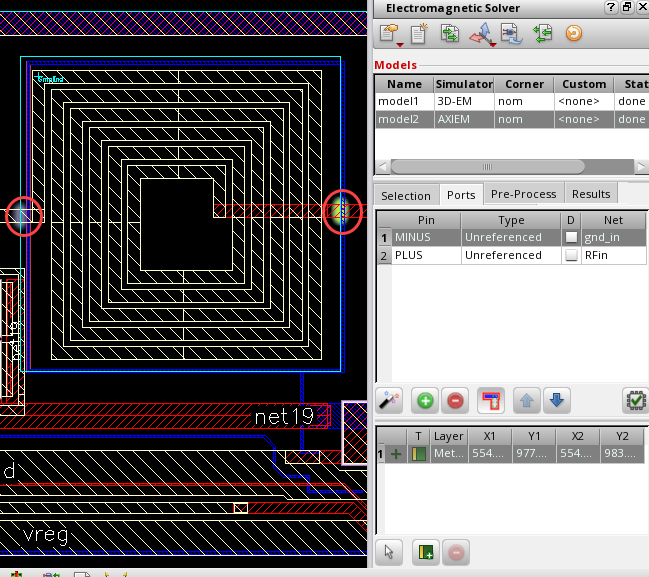 Electromagnetic Solver
Models
Name Simulator Corner Custom Stat
model1 3D-EM nom <none> done
model2 AXIEM nom <none> done
Selection Ports Pre-Process Results
Pin Type D Net
1 MINUS Unreferenced gnd_in
2 PLUS Unreferenced RFin
T Layer X1 Y1 X2 Y2
1 Met... 554.... 977.... 554.... 983....
net19
net19
d
vreg